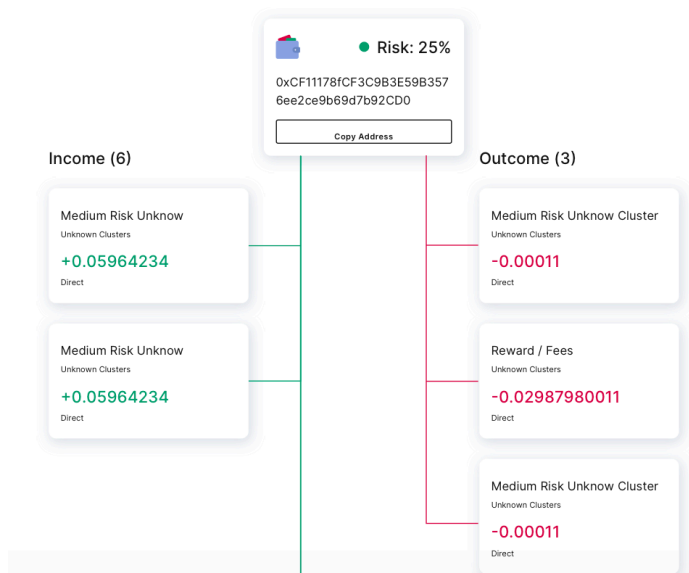 Risk: 25%
0xCF11178fCF3C9B3E59B357
6ee2ce9b69d7b92CD0
Copy Address
Income (6)
Medium Risk Unknow
Unknown Clusters
+0.05964234
Direct
Medium Risk Unknow
Unknown Clusters
+0.05964234
Direct
Outcome (3)
Medium Risk Unknow Cluster
Unknown Clusters
-0.00011
Direct
Reward / Fees
Unknown Clusters
-0.02987980011
Direct
Medium Risk Unknow Cluster
Unknown Clusters
-0.00011
Direct